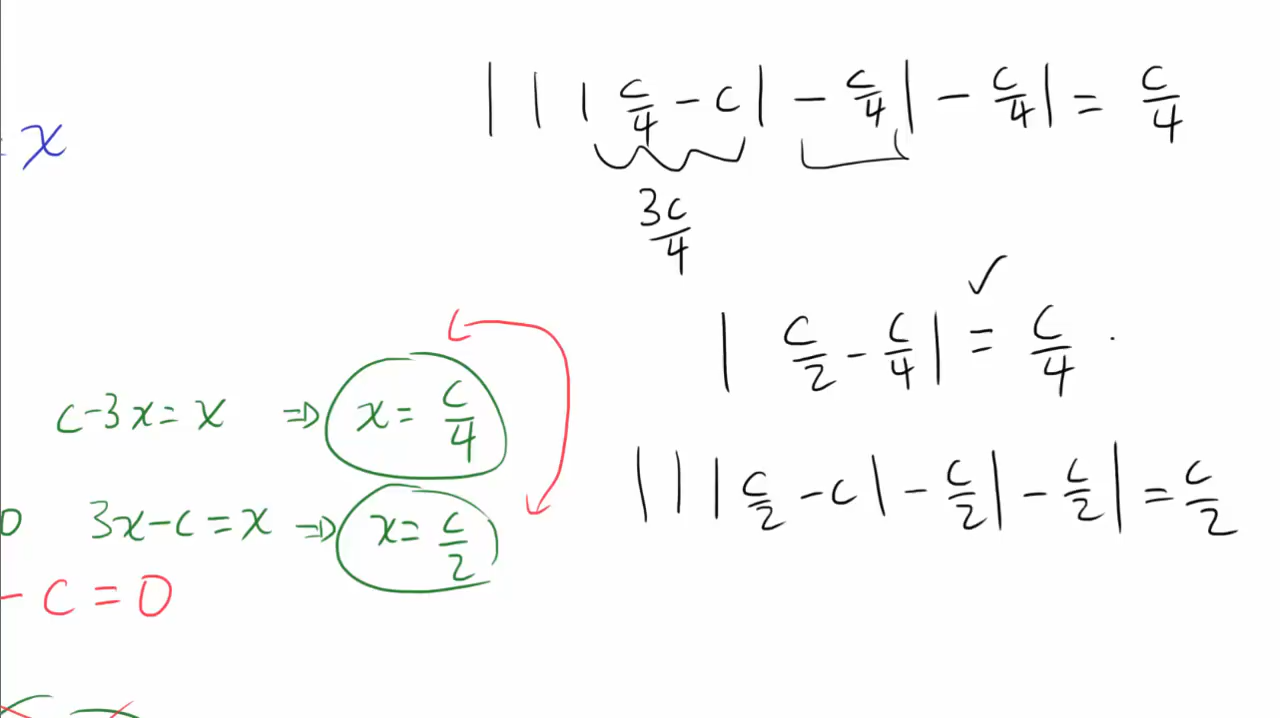 | | | c/4 - c | - c/4 | - c/4 | = c/4
= x
3c/4
✓
| c/2 - c/4 | = c/4
c-3x = x ⇒ x = c/4
| | | c/2 - c | - c/2 | - c/2 | = c/2
0 3x-c = x ⇒ x = c/2
- c = 0